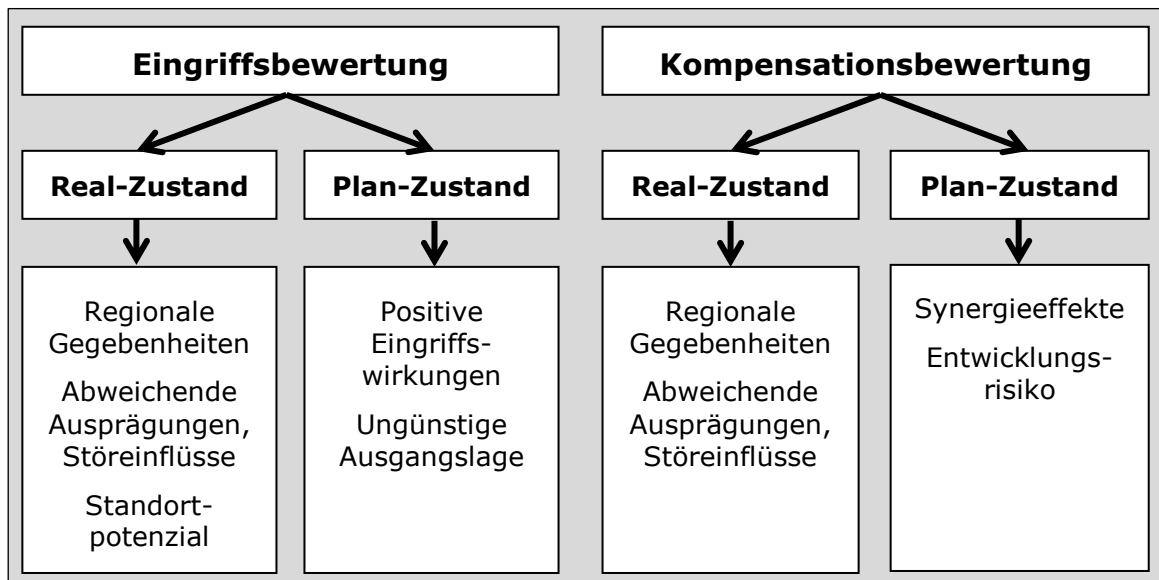 Eingriffsbewertung
Real-Zustand
Regionale
Gegebenheiten
Abweichende
Ausprägungen,
Störeinflüsse
Standort-
potenzial
Plan-Zustand
Positive
Eingriffs-
wirkungen
Ungünstige
Ausgangslage
Kompensationsbewertung
Real-Zustand
Regionale
Gegebenheiten
Abweichende
Ausprägungen,
Störeinflüsse
Plan-Zustand
Synergieeffekte
Entwicklungs-
risiko